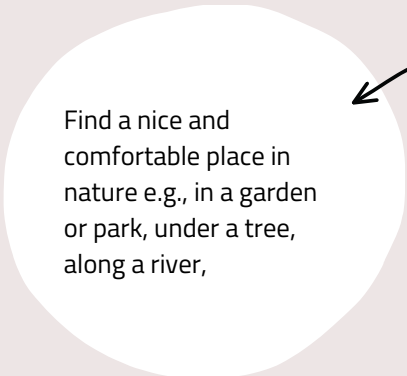 Find a nice and
comfortable place in
nature e.g., in a garden
or park, under a tree,
along a river,